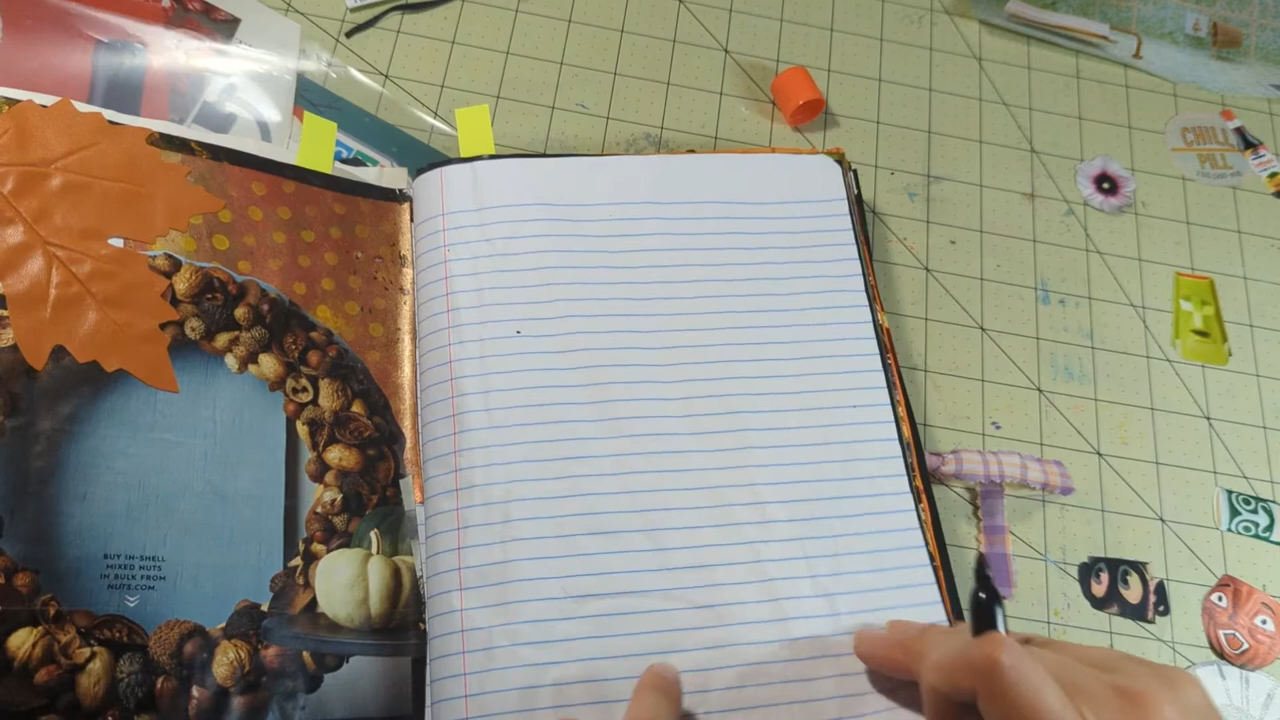 CHILL
PILL
BUY IN-SHELL
MIXED NUTS
IN BULK FROM
NUTS.COM.